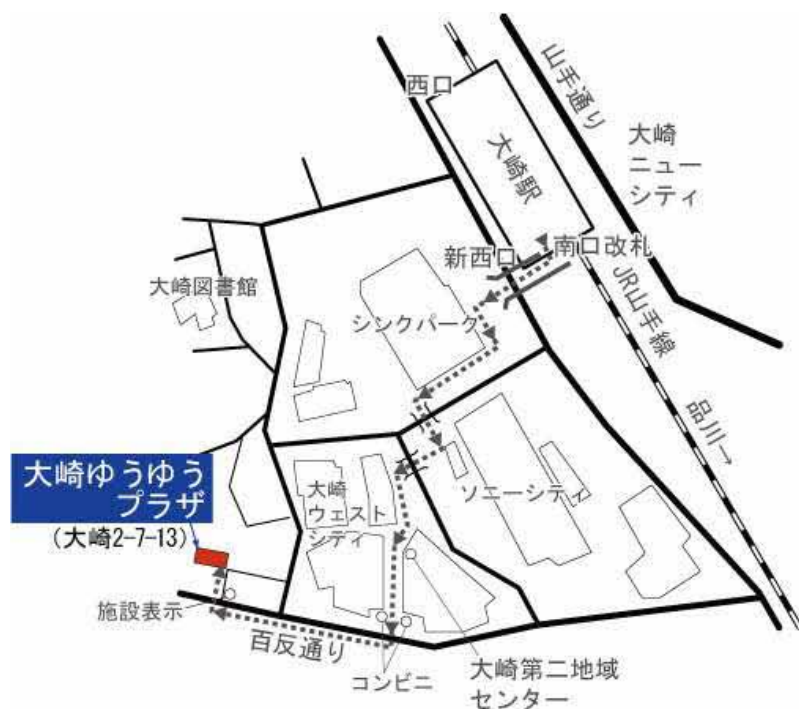 西口
山手通り
大崎
ニュー
シティ
大崎駅
新西口
南口改札
JR山手線
大崎図書館
シンクパーク
品川→
大崎ゆうゆう
プラザ
(大崎2-7-13)
大崎
ウェスト
シティ
ソニーシティ
施設表示
百反通り
コンビニ
大崎第二地域
センター